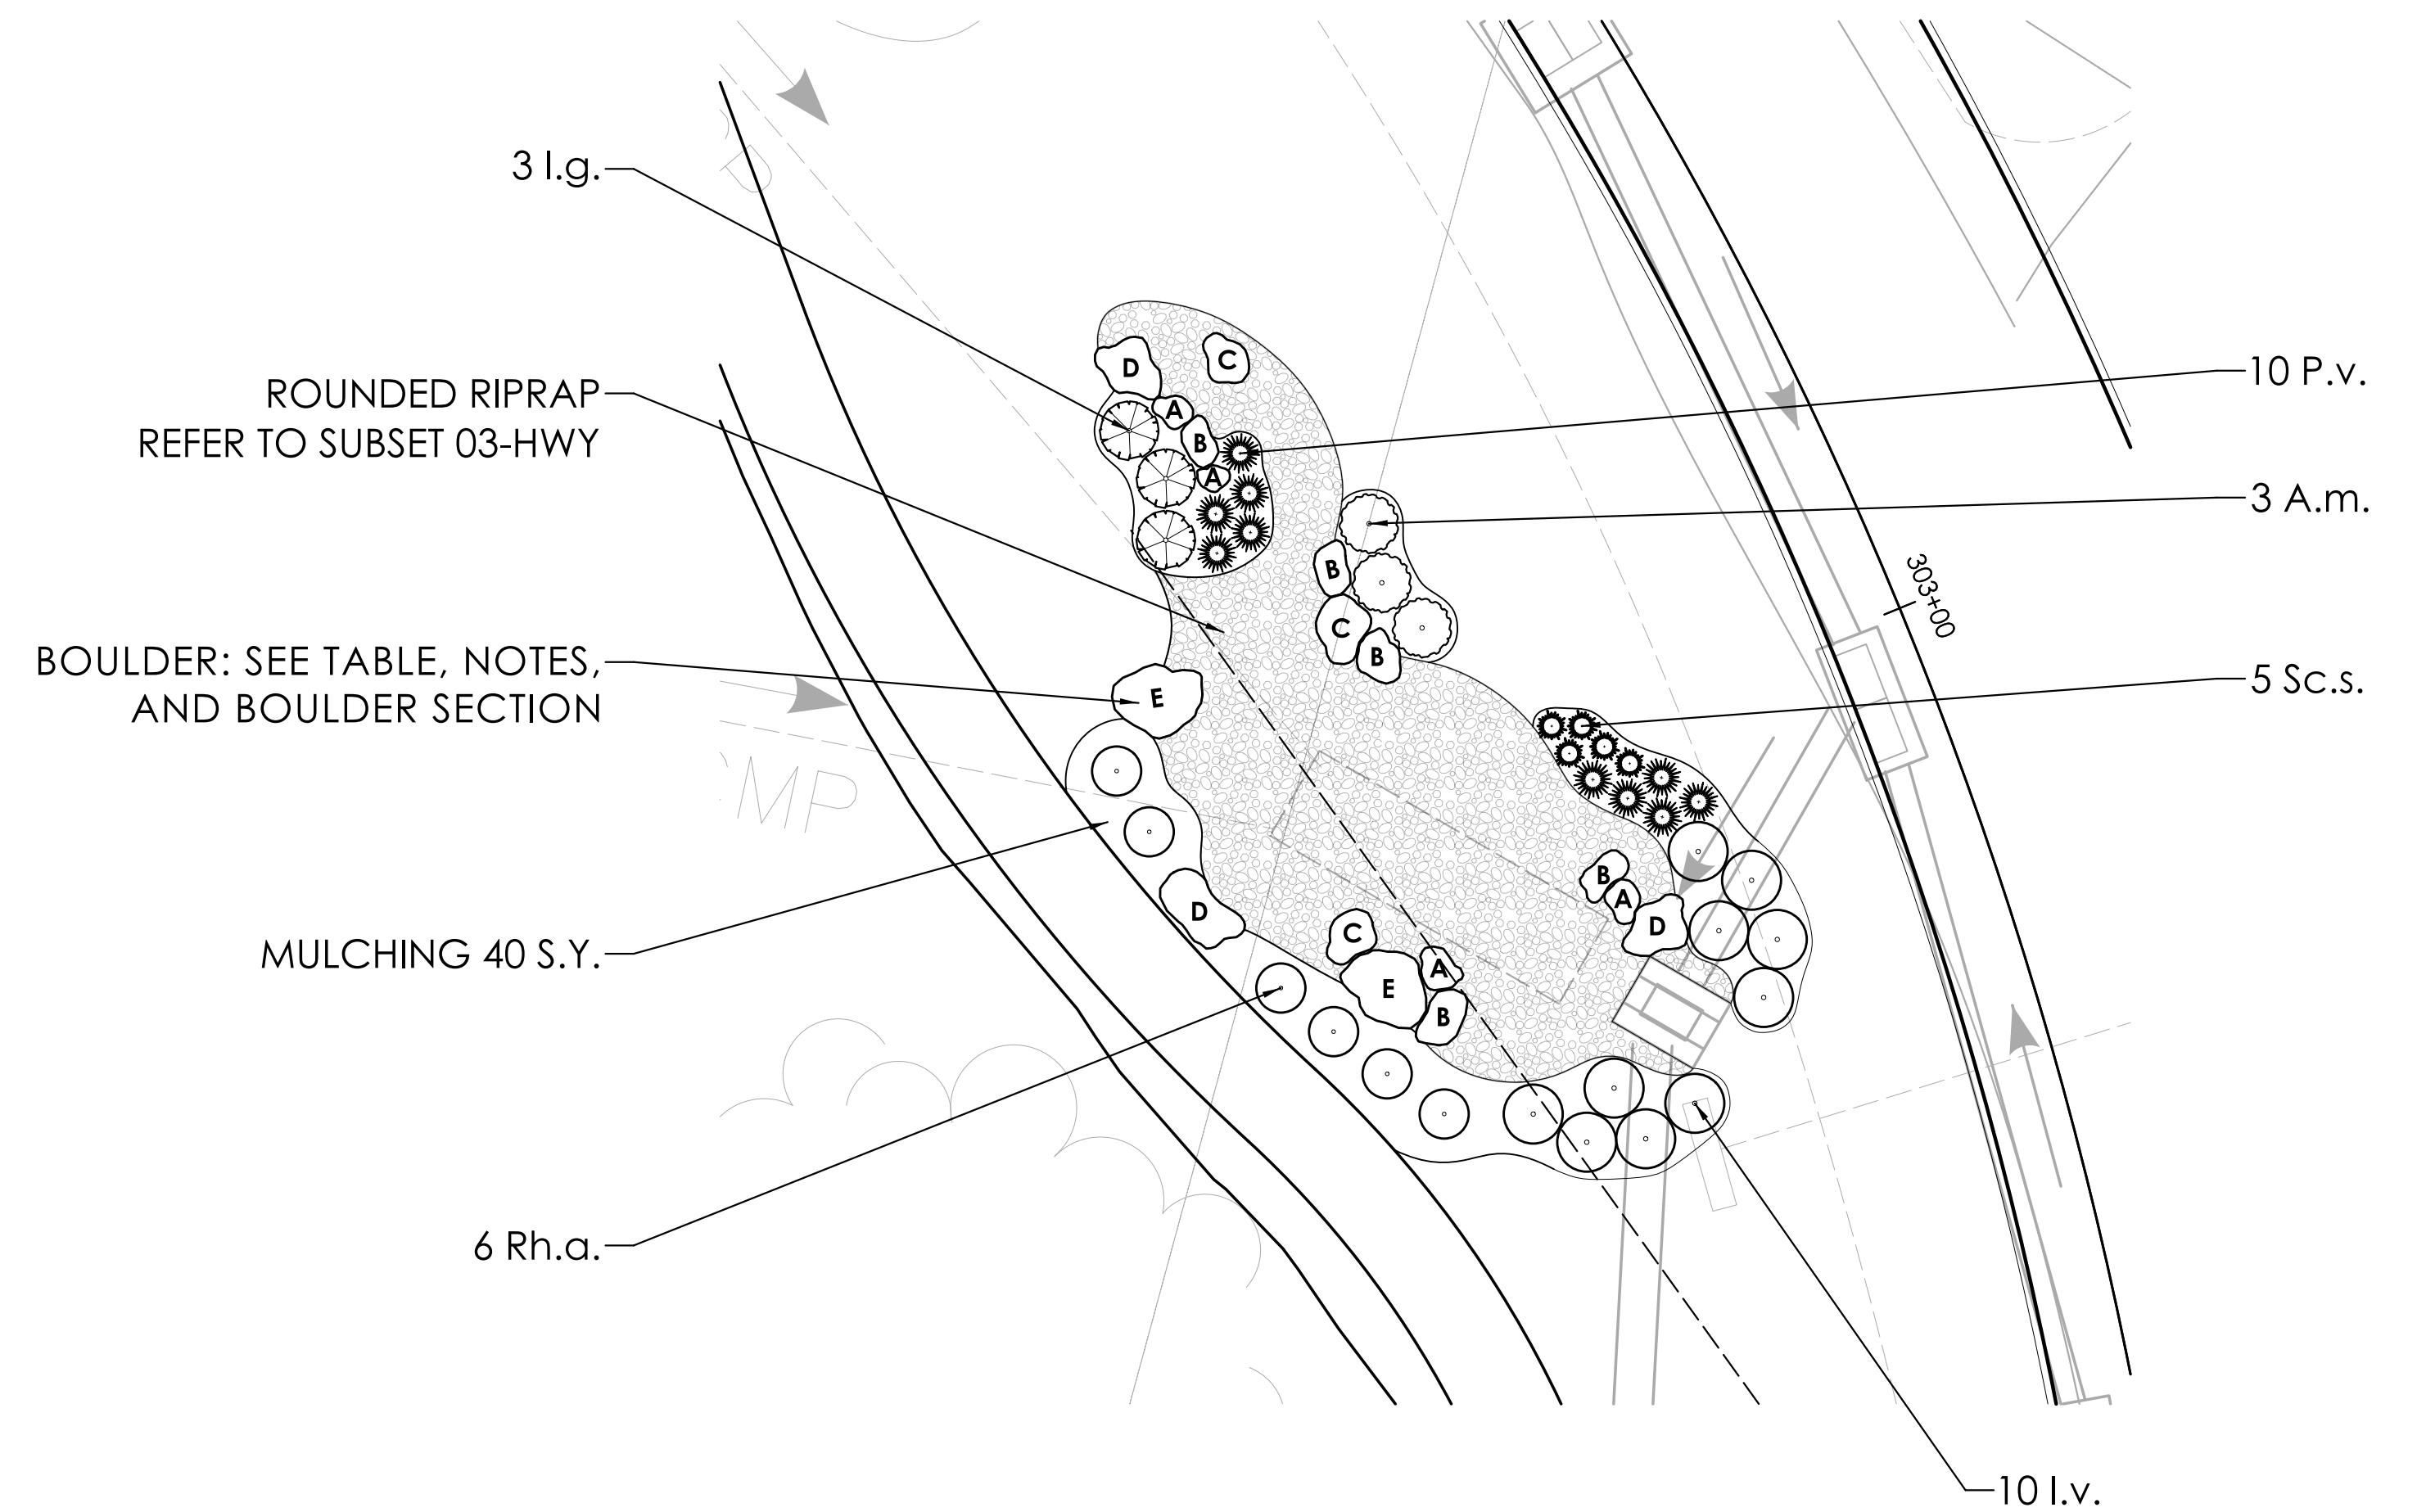 3 I.g.
ROUNDED RIPRAP
REFER TO SUBSET 03-HWY
BOULDER: SEE TABLE, NOTES,
AND BOULDER SECTION
MULCHING 40 S.Y.
6 Rh.a.
10 P.v.
3 A.m.
303+00
5 Sc.s.
10 I.v.
D
C
A
B
A
B
C
B
E
B
A
D
D
C
E
A
B
MP